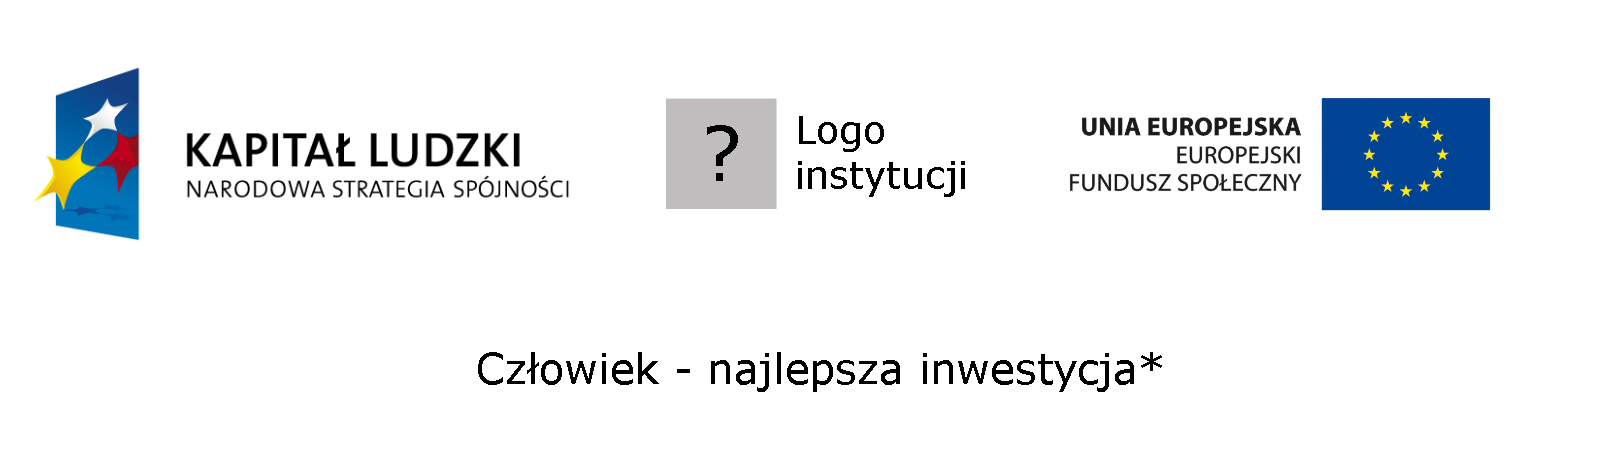 KAPITAŁ LUDZKI
NARODOWA STRATEGIA SPÓJNOŚCI
?
Logo
instytucji
UNIA EUROPEJSKA
EUROPEJSKI
FUNDUSZ SPOŁECZNY
Człowiek - najlepsza inwestycja*